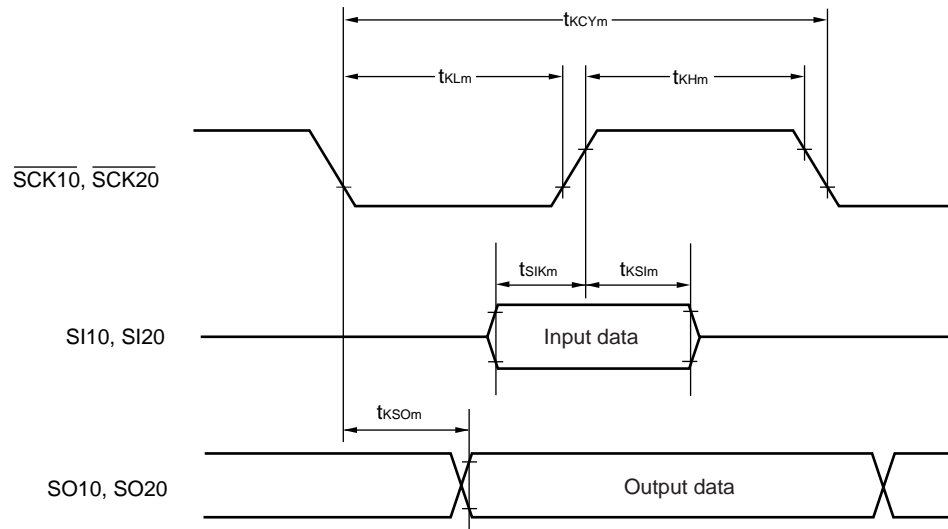 tKCYm
tKLm
tKHm
SCK10, SCK20
tSIKm
tKSIm
SI10, SI20
Input data
tKSOm
SO10, SO20
Output data